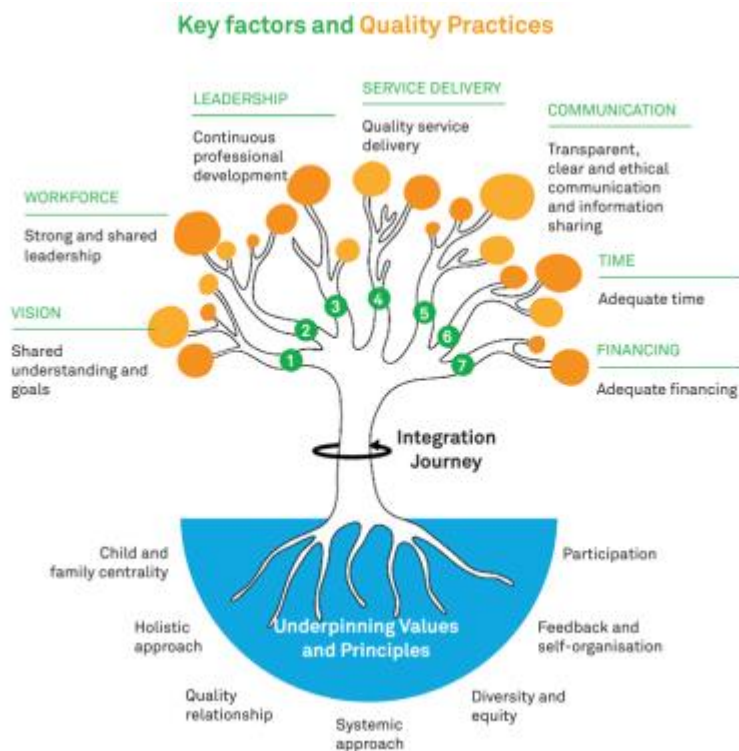 Key factors and Quality Practices
LEADERSHIP
Continuous
professional
development
SERVICE DELIVERY
Quality service
delivery
COMMUNICATION
Transparent,
clear and ethical
communication
and information
sharing
WORKFORCE
Strong and shared
leadership
TIME
Adequate time
VISION
Shared
understanding and
goals
FINANCING
Adequate financing
1
2
3
4
5
6
7
Integration
Journey
Child and
family centrality
Participation
Holistic
approach
Underpinning Values
and Principles
Feedback and
self-organisation
Quality
relationship
Systemic
approach
Diversity and
equity